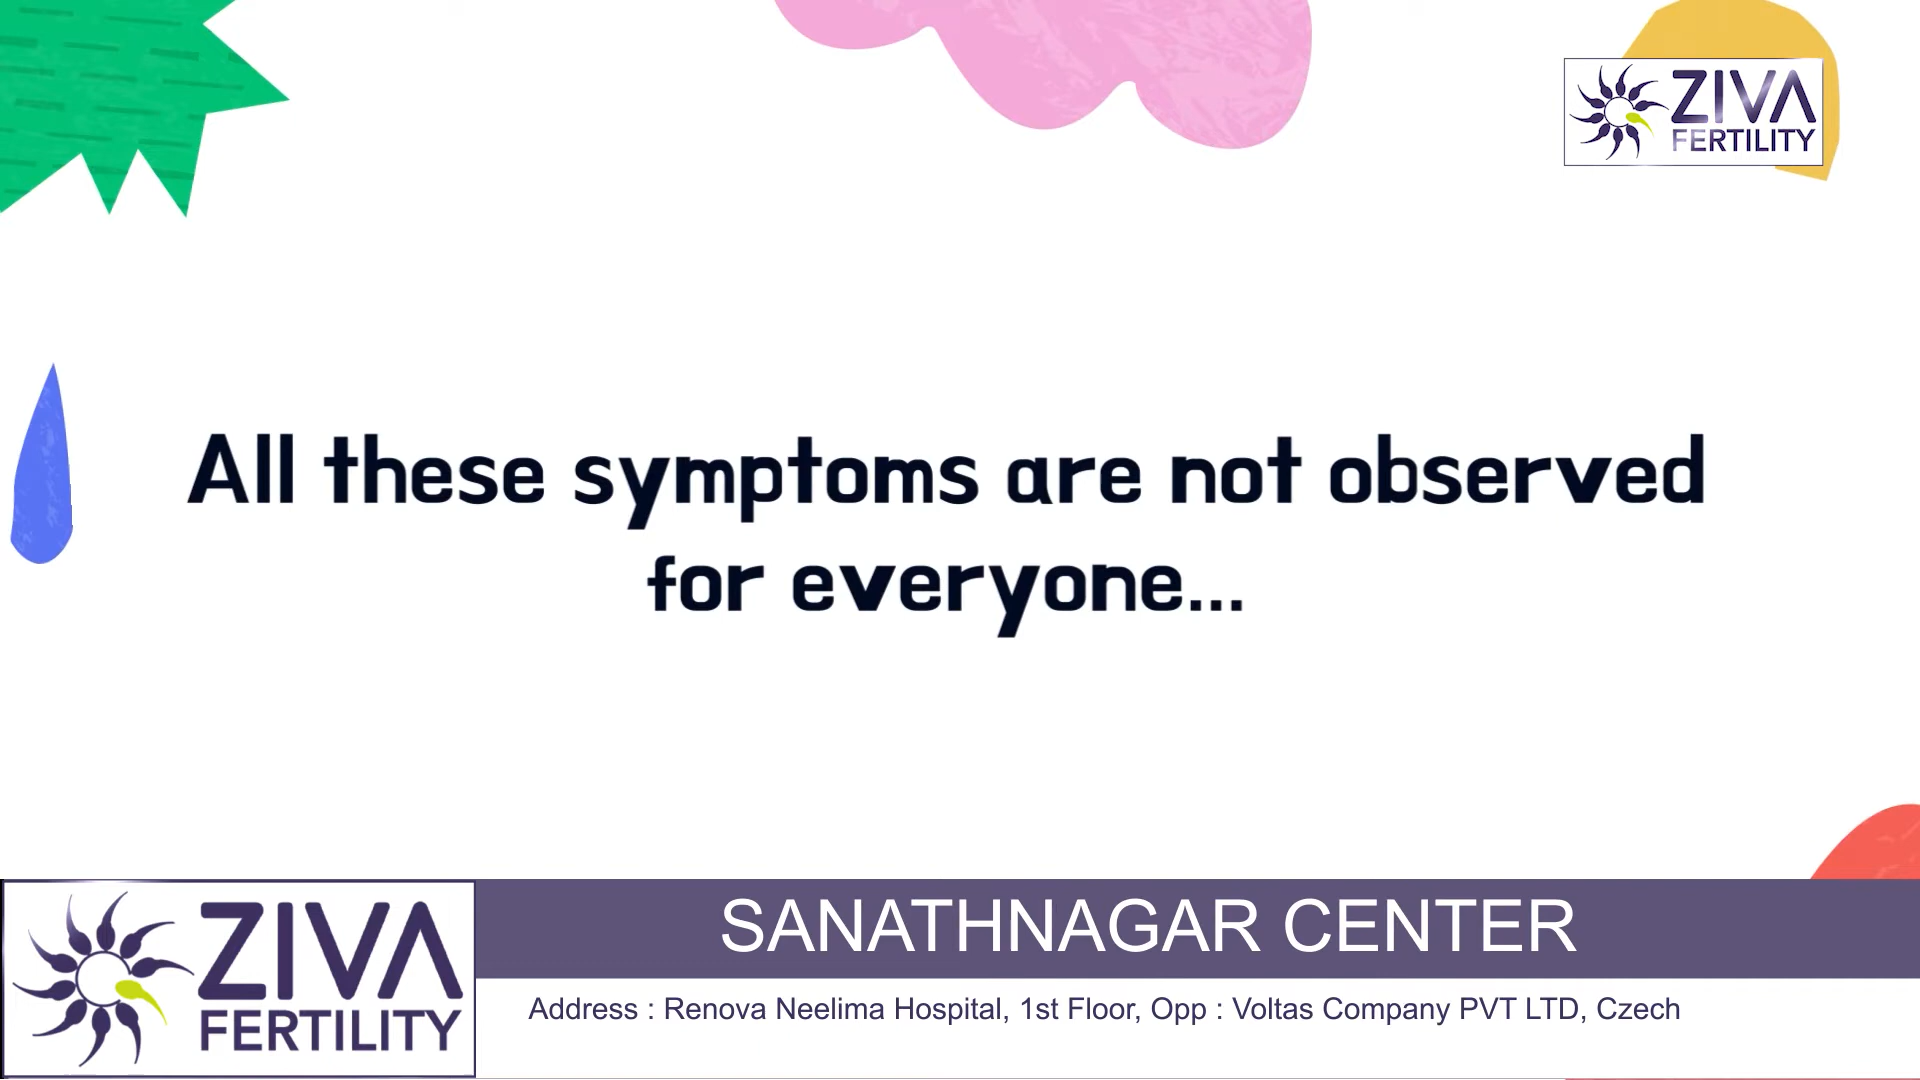 ZIVA
FERTILITY
All these symptoms are not observed
for everyone...
ZIVA
FERTILITY
SANATHNAGAR CENTER
Address : Renova Neelima Hospital, 1st Floor, Opp : Voltas Company PVT LTD, Czech